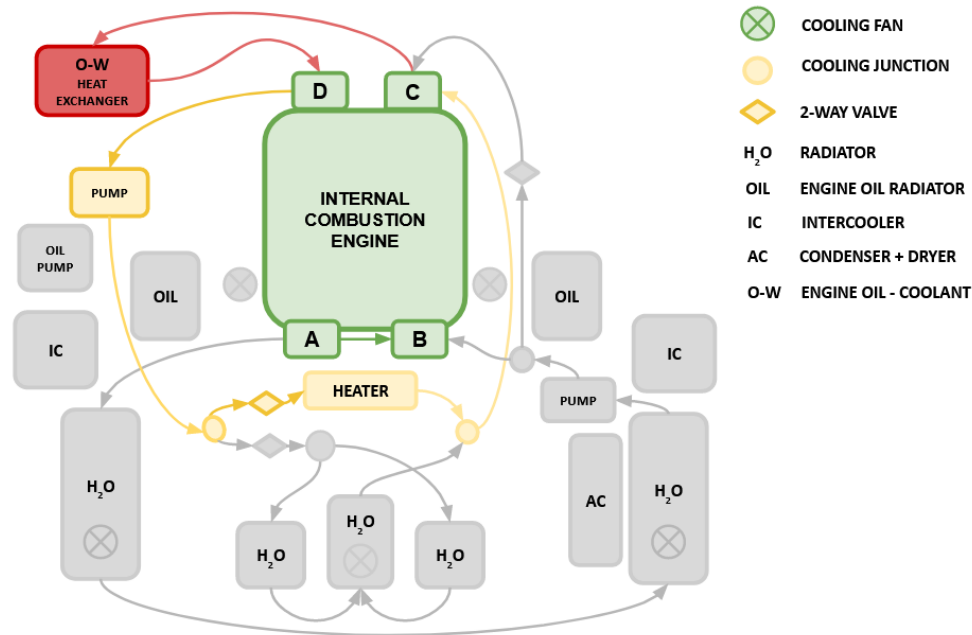 O-W
HEAT
EXCHANGER
D
C
PUMP
INTERNAL
COMBUSTION
ENGINE
OIL
PUMP
OIL
OIL
IC
IC
A
B
HEATER
PUMP
H₂O
H₂O
H₂O
H₂O
AC
H₂O
COOLING FAN
COOLING JUNCTION
2-WAY VALVE
H₂O RADIATOR
OIL ENGINE OIL RADIATOR
IC INTERCOOLER
AC CONDENSER + DRYER
O-W ENGINE OIL - COOLANT